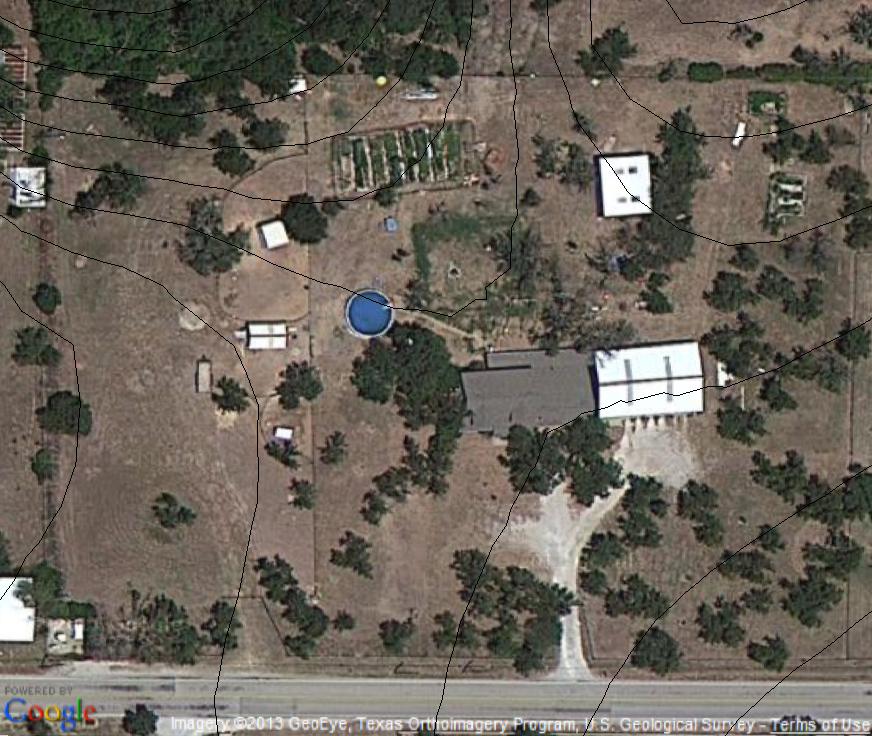 POWERED BY
Google
Imagery ©2013 GeoEye, Texas Orthoimagery Program, U.S. Geological Survey - Terms of Use